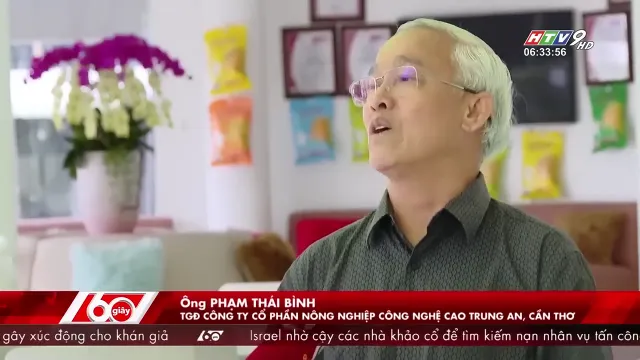 HTV9 HD
06:33:56
Ông PHẠM THÁI BÌNH
TGĐ CÔNG TY CỔ PHẦN NÔNG NGHIỆP CÔNG NGHỆ CAO TRUNG AN, CẦN THƠ
60 giây
gây xúc động cho khán giả
Israel nhờ cậy các nhà khảo cổ để tìm kiếm nạn nhân vụ tấn côn